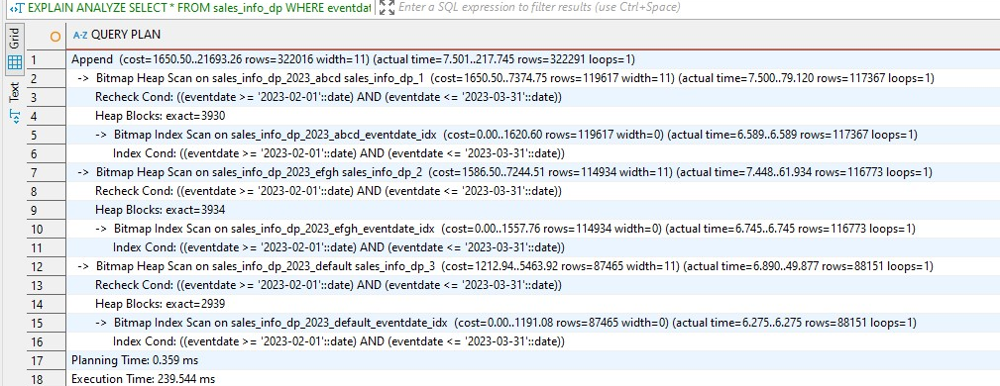 EXPLAIN ANALYZE SELECT * FROM sales_info_dp WHERE eventdat
Enter a SQL expression to filter results (use Ctrl+Space)
Grid
Text
A-Z QUERY PLAN
1 Append (cost=1650.50..21693.26 rows=322016 width=11) (actual time=7.501..217.745 rows=322291 loops=1)
2 -> Bitmap Heap Scan on sales_info_dp_2023_abcd sales_info_dp_1 (cost=1650.50..7374.75 rows=119617 width=11) (actual time=7.500..79.120 rows=117367 loops=1)
3 Recheck Cond: ((eventdate >= '2023-02-01'::date) AND (eventdate <= '2023-03-31'::date))
4 Heap Blocks: exact=3930
5 -> Bitmap Index Scan on sales_info_dp_2023_abcd_eventdate_idx (cost=0.00..1620.60 rows=119617 width=0) (actual time=6.589..6.589 rows=117367 loops=1)
6 Index Cond: ((eventdate >= '2023-02-01'::date) AND (eventdate <= '2023-03-31'::date))
7 -> Bitmap Heap Scan on sales_info_dp_2023_efgh sales_info_dp_2 (cost=1586.50..7244.51 rows=114934 width=11) (actual time=7.448..61.934 rows=116773 loops=1)
8 Recheck Cond: ((eventdate >= '2023-02-01'::date) AND (eventdate <= '2023-03-31'::date))
9 Heap Blocks: exact=3934
10 -> Bitmap Index Scan on sales_info_dp_2023_efgh_eventdate_idx (cost=0.00..1557.76 rows=114934 width=0) (actual time=6.745..6.745 rows=116773 loops=1)
11 Index Cond: ((eventdate >= '2023-02-01'::date) AND (eventdate <= '2023-03-31'::date))
12 -> Bitmap Heap Scan on sales_info_dp_2023_default sales_info_dp_3 (cost=1212.94..5463.92 rows=87465 width=11) (actual time=6.890..49.877 rows=88151 loops=1)
13 Recheck Cond: ((eventdate >= '2023-02-01'::date) AND (eventdate <= '2023-03-31'::date))
14 Heap Blocks: exact=2939
15 -> Bitmap Index Scan on sales_info_dp_2023_default_eventdate_idx (cost=0.00..1191.08 rows=87465 width=0) (actual time=6.275..6.275 rows=88151 loops=1)
16 Index Cond: ((eventdate >= '2023-02-01'::date) AND (eventdate <= '2023-03-31'::date))
17 Planning Time: 0.359 ms
18 Execution Time: 239.544 ms